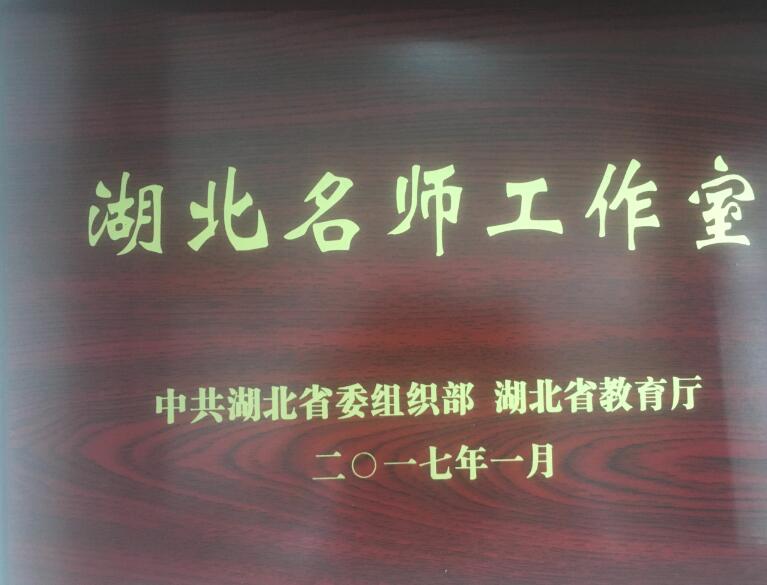 湖北名师工作室
中共湖北省委组织部 湖北省教育厅
二〇一七年一月